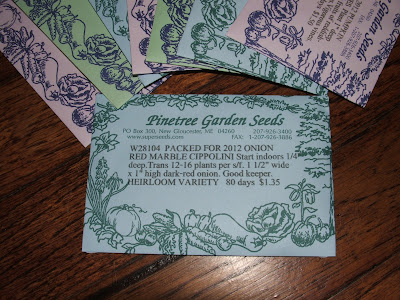 Pinetree Garden Seeds
PO Box 300, New Gloucester, ME 04260 1-207-926-3400
www.superseeds.com FAX: 1-207-926-3886
W28104 PACKED FOR 2012 ONION
RED MARBLE CIPPOLINI Start indoors 1/4
deep.Trans 12-16 plants per s/f. 1 1/2" wide
x 1" high dark-red onion. Good keeper.
HEIRLOOM VARIETY 80 days $1.35
Garden Seeds